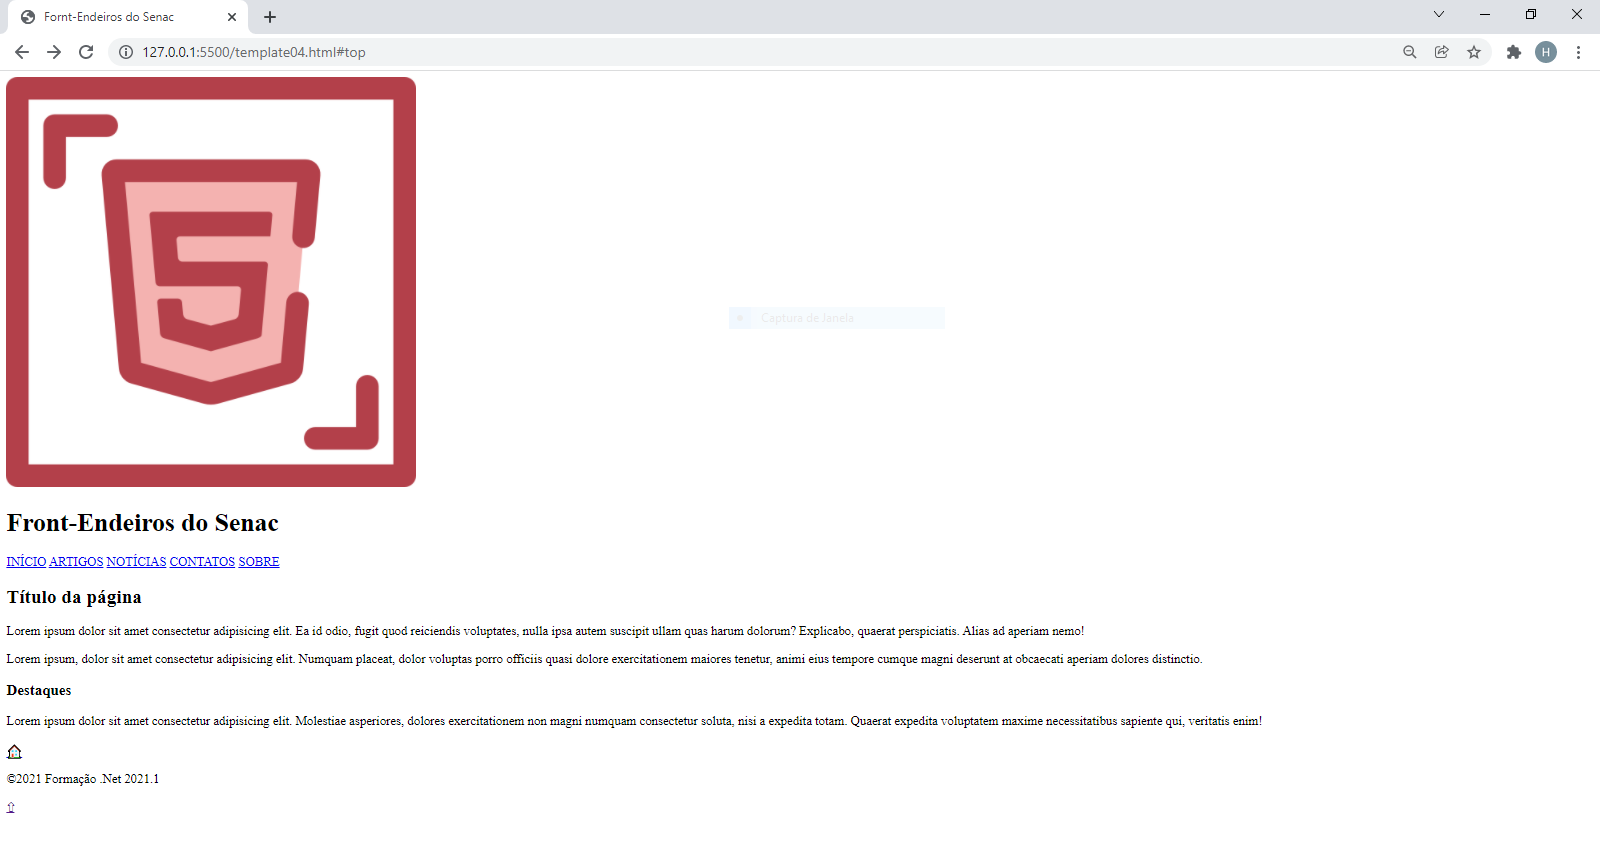 Fornt-Endeiros do Senac
127.0.0.1:5500/template04.html#top
H
5
Captura de Janela
Front-Endeiros do Senac
INÍCIO ARTIGOS NOTÍCIAS CONTATOS SOBRE
Título da página
Lorem ipsum dolor sit amet consectetur adipisicing elit. Ea id odio, fugit quod reiciendis voluptates, nulla ipsa autem suscipit ullam quas harum dolorum? Explicabo, quaerat perspiciatis. Alias ad aperiam nemo!
Lorem ipsum, dolor sit amet consectetur adipisicing elit. Numquam placeat, dolor voluptas porro officiis quasi dolore exercitationem maiores tenetur, animi eius tempore cumque magni deserunt at obcaecati aperiam dolores distinctio.
Destaques
Lorem ipsum dolor sit amet consectetur adipisicing elit. Molestiae asperiores, dolores exercitationem non magni numquam consectetur soluta, nisi a expedita totam. Quaerat expedita voluptatem maxime necessitatibus sapiente qui, veritatis enim!
©2021 Formação .Net 2021.1
⇧